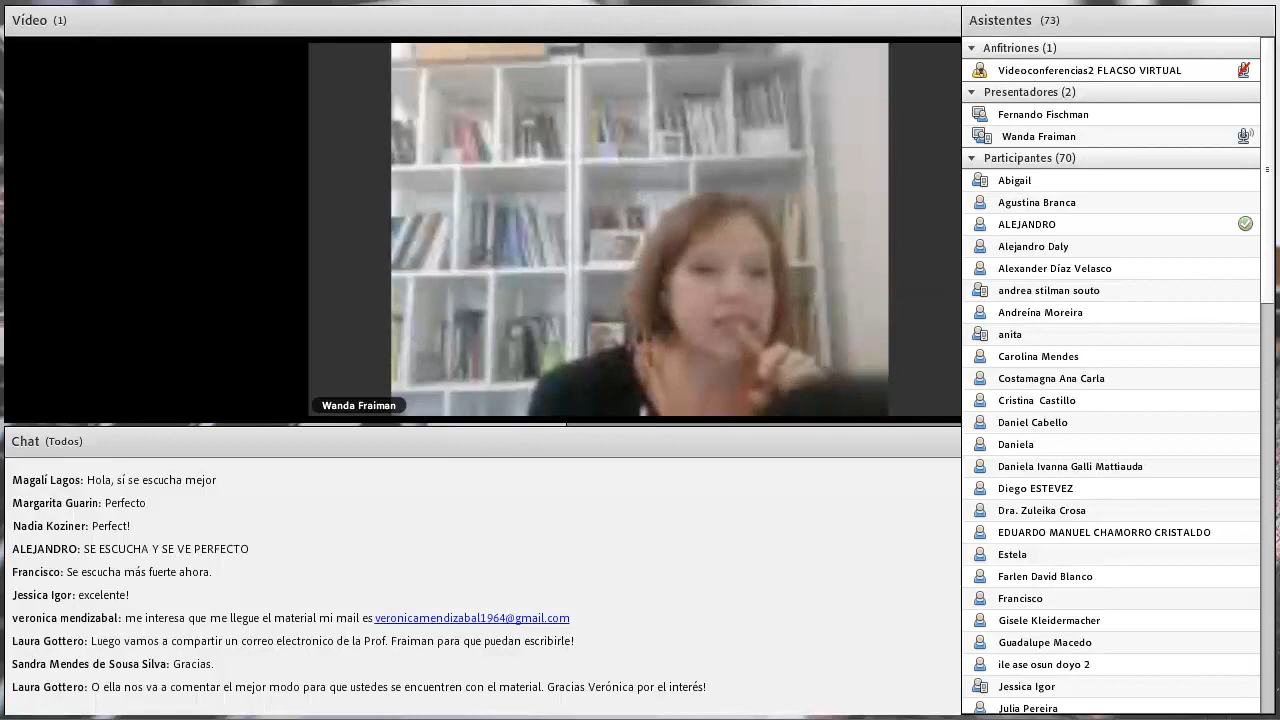 Vídeo (1)
Wanda Fraiman
Chat (Todos)
Magalí Lagos: Hola, sí se escucha mejor
Margarita Guarin: Perfecto
Nadia Koziner: Perfect!
ALEJANDRO: SE ESCUCHA Y SE VE PERFECTO
Francisco: Se escucha más fuerte ahora.
Jessica Igor: excelente!
veronica mendizabal: me interesa que me llegue el material mi mail es veronicamendizabal1964@gmail.com
Laura Gottero: Luego vamos a compartir un correo electronico de la Prof. Fraiman para que puedan escribirle!
Sandra Mendes de Sousa Silva: Gracias.
Laura Gottero: O ella nos va a comentar el mejor modo para que ustedes se encuentren con el material. Gracias Verónica por el interés!
Asistentes (73)
Anfitriones (1)
Videoconferencias2 FLACSO VIRTUAL
Presentadores (2)
Fernando Fischman
Wanda Fraiman
Participantes (70)
Abigail
Agustina Branca
ALEJANDRO
Alejandro Daly
Alexander Díaz Velasco
andrea stilman souto
Andreína Moreira
anita
Carolina Mendes
Costamagna Ana Carla
Cristina Castillo
Daniel Cabello
Daniela
Daniela Ivanna Galli Mattiauda
Diego ESTEVEZ
Dra. Zuleika Crosa
EDUARDO MANUEL CHAMORRO CRISTALDO
Estela
Farlen David Blanco
Francisco
Gisele Kleidermacher
Guadalupe Macedo
ile ase osun doyo 2
Jessica Igor
Julia Pereira